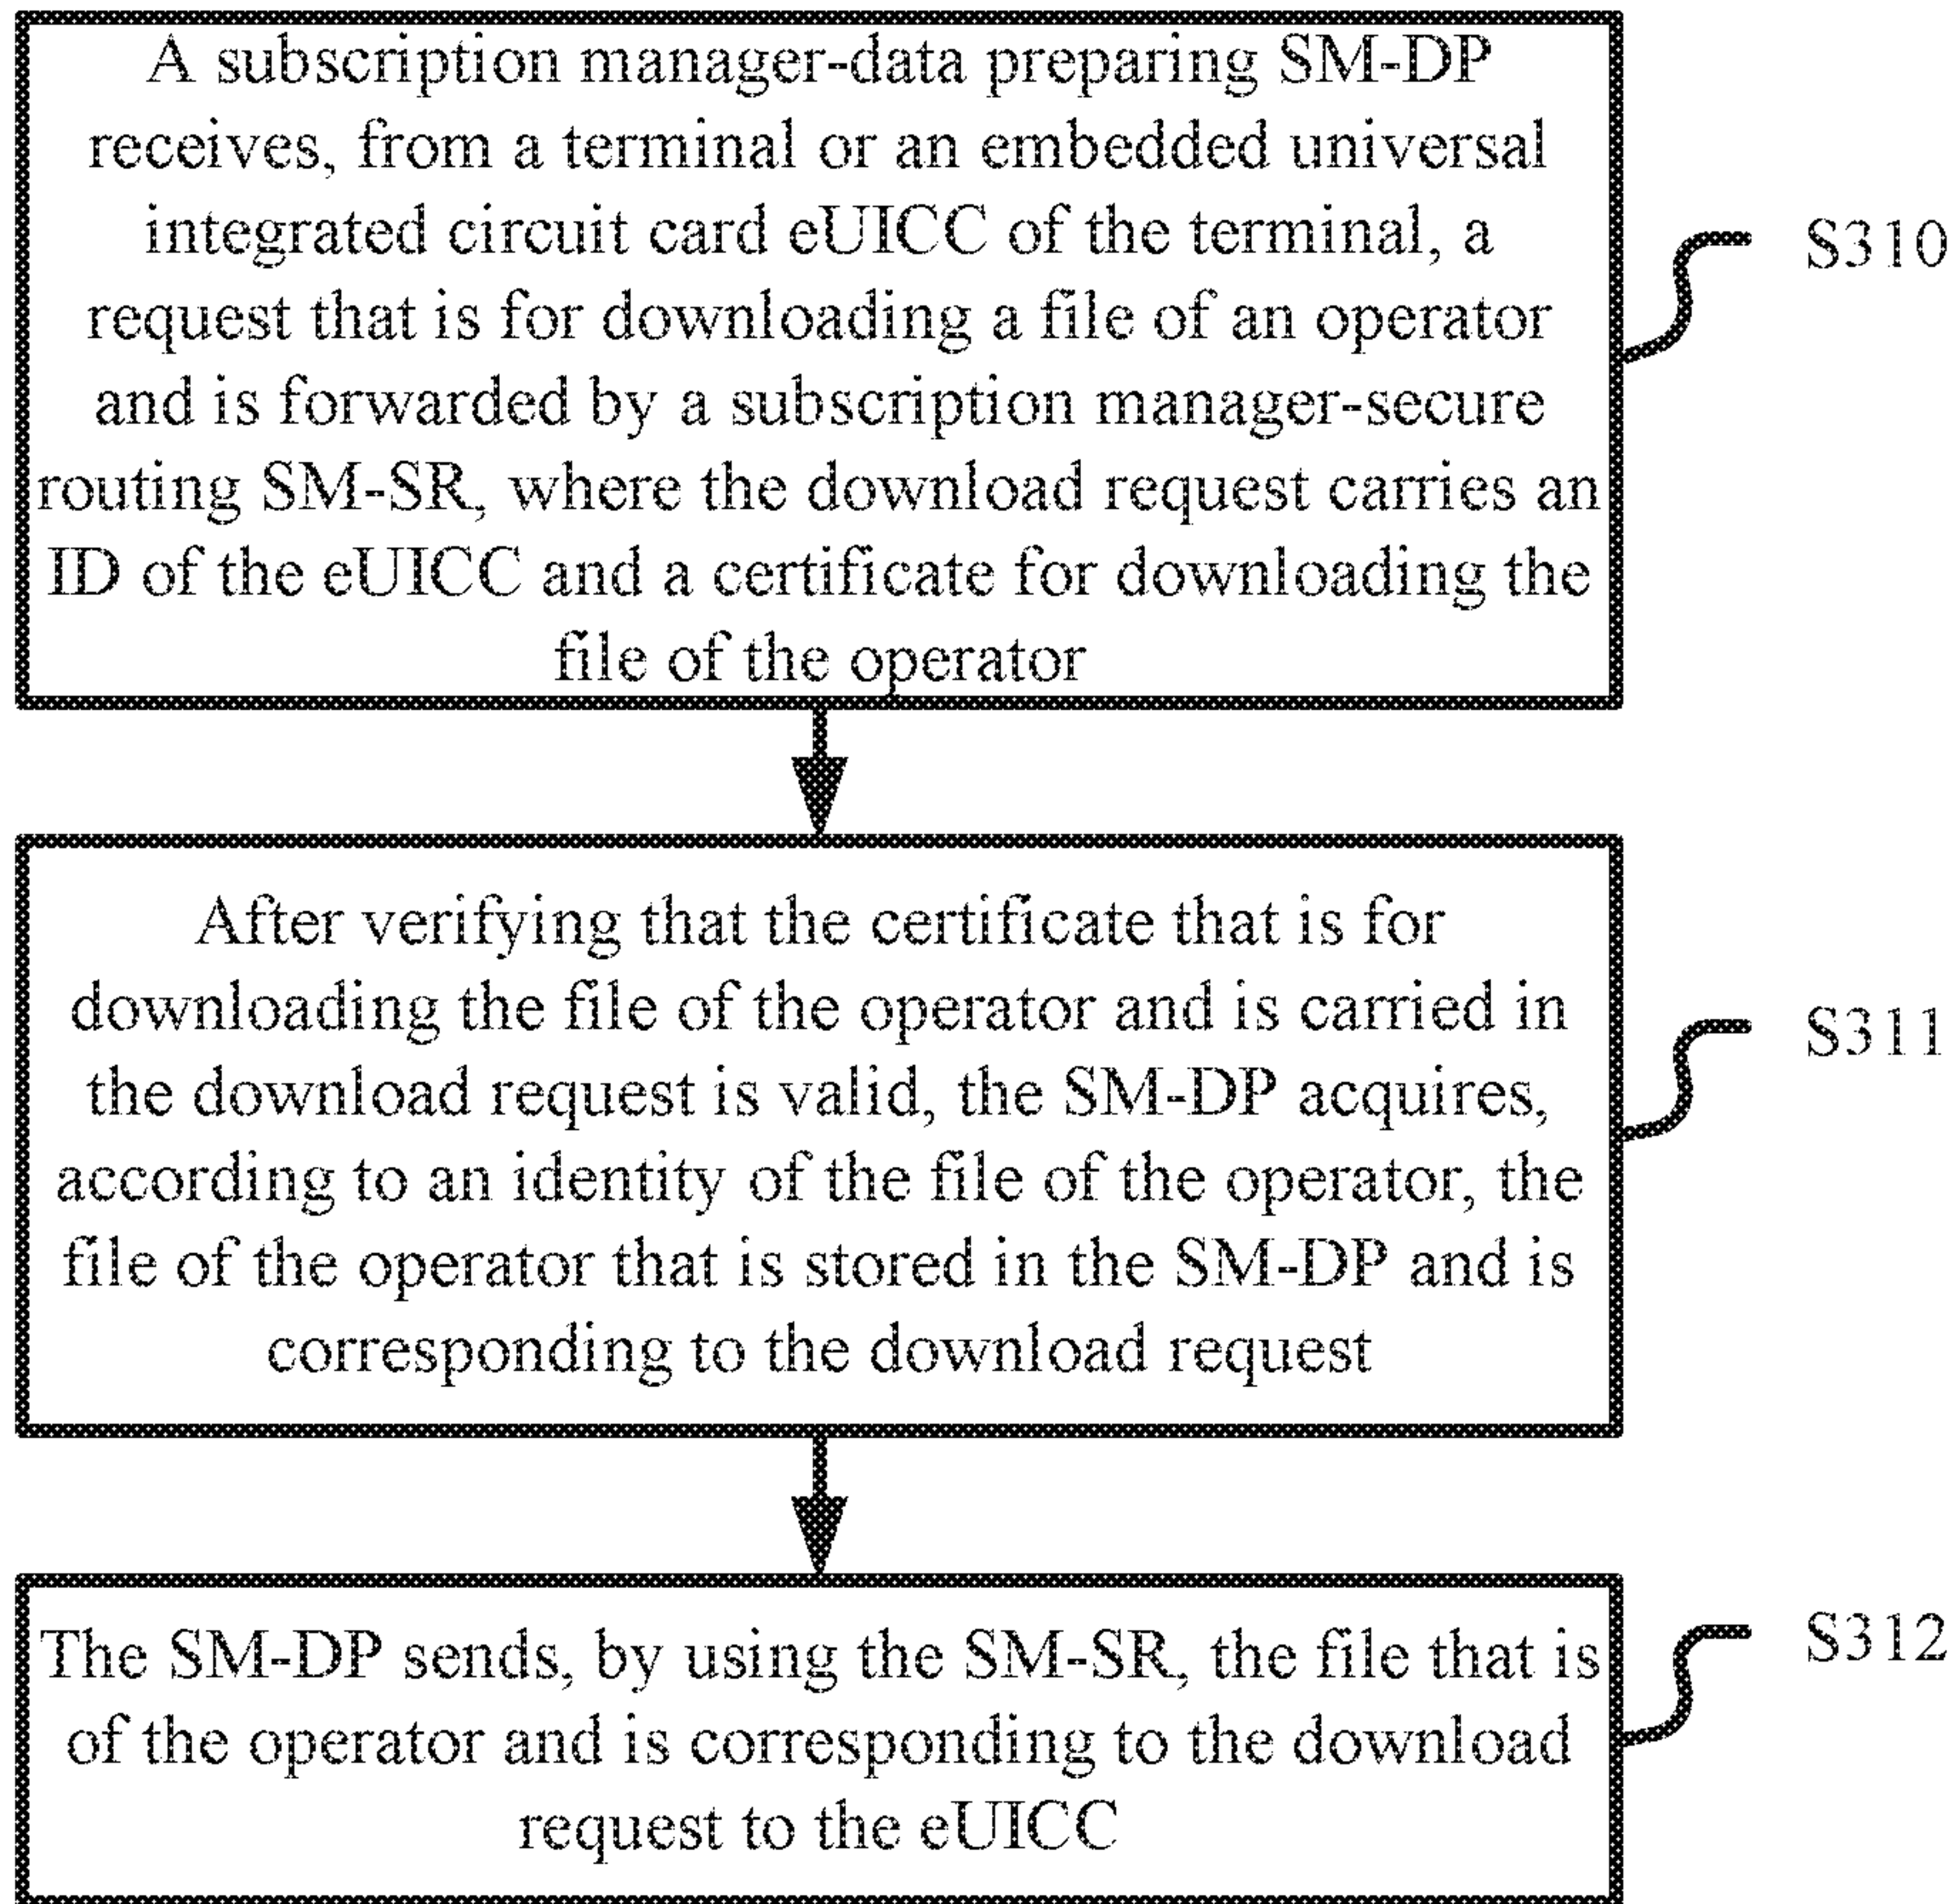 A subscription manager-data preparing SM-DP
receives, from a terminal or an embedded universal
integrated circuit card eUICC of the terminal, a
request that is for downloading a file of an operator
and is forwarded by a subscription manager-secure
routing SM-SR, where the download request carries an
ID of the eUICC and a certificate for downloading the
file of the operator
S310
After verifying that the certificate that is for
downloading the file of the operator and is carried in
the download request is valid, the SM-DP acquires,
according to an identity of the file of the operator, the
file of the operator that is stored in the SM-DP and is
corresponding to the download request
S311
The SM-DP sends, by using the SM-SR, the file that is
of the operator and is corresponding to the download
request to the eUICC
S312